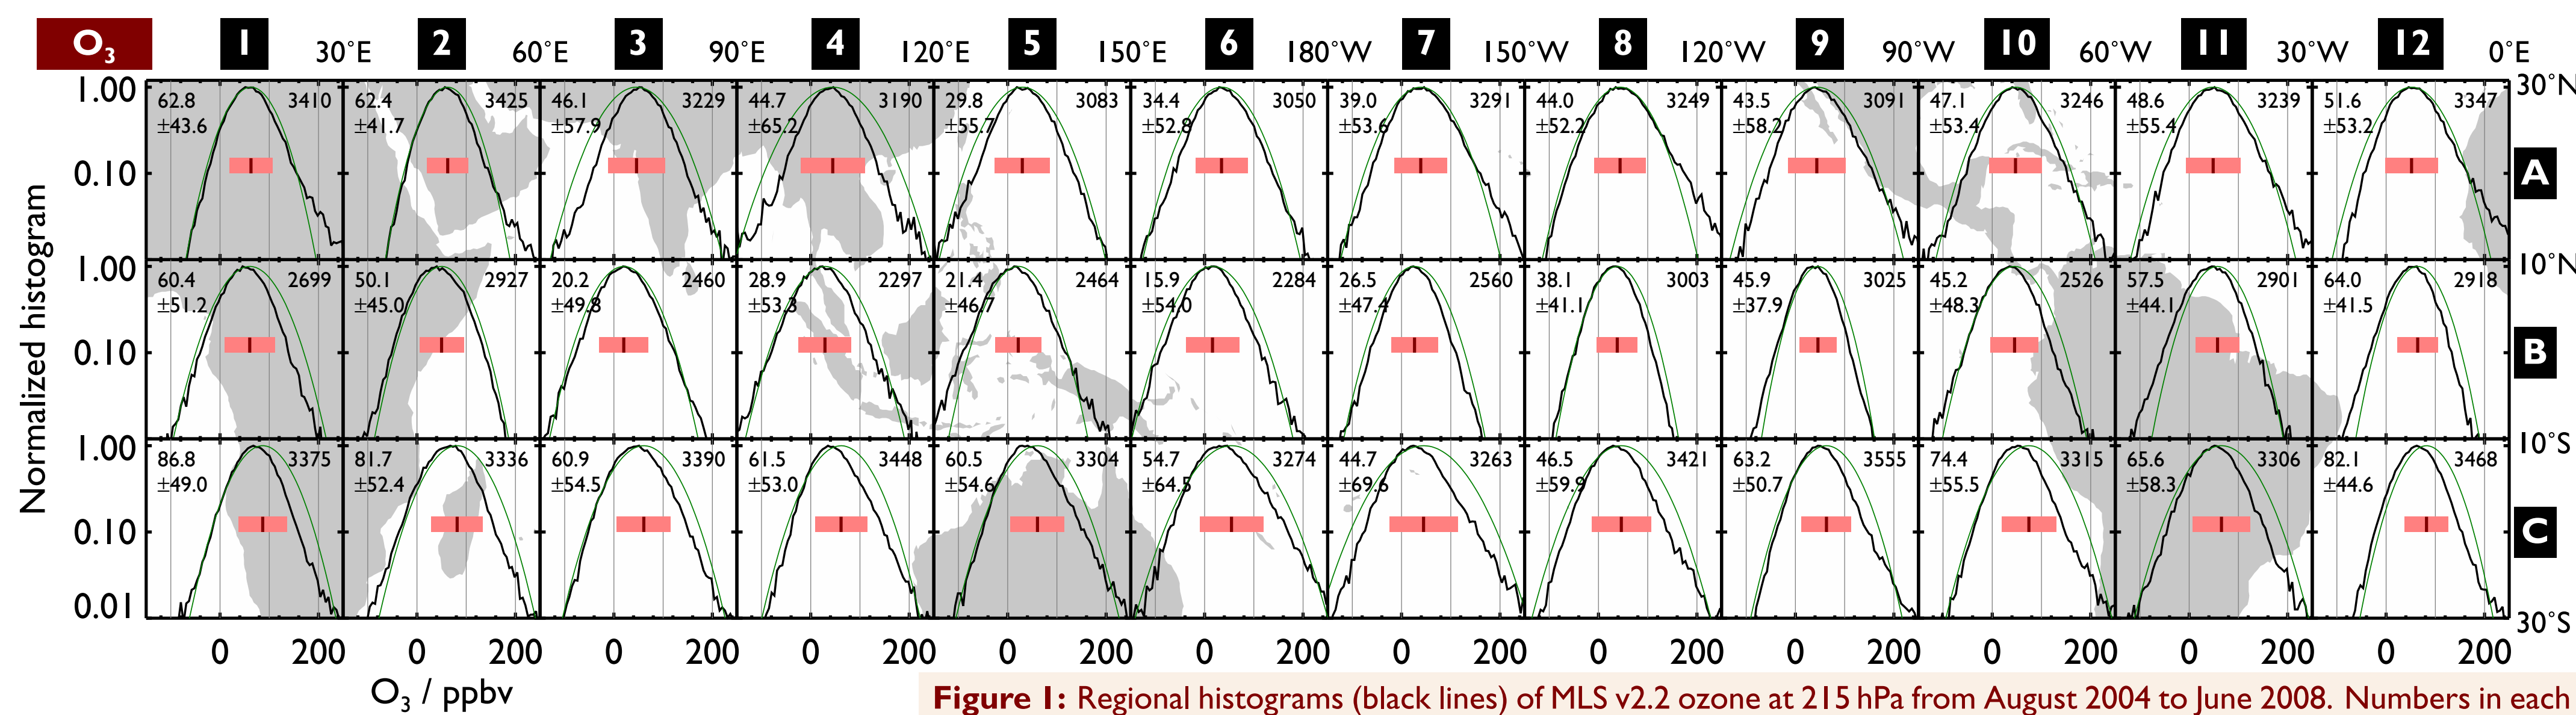 O3 1 30°E 2 60°E 3 90°E 4 120°E 5 150°E 6 180°W 7 150°W 8 120°W 9 90°W 10 60°W 11 30°W 12 0°E
1.00 30°N
62.8 3410 62.4 3425 46.1 3229 44.7 3190 29.8 3083 34.4 3050 39.0 3291 44.0 3249 43.5 3091 47.1 3246 48.6 3239 51.6 3347
±43.6 ±41.7 ±57.9 ±65.2 ±55.7 ±52.8 ±53.6 ±52.2 ±58.2 ±53.4 ±55.4 ±53.2
0.10 A
1.00 10°N
60.4 2699 50.1 2927 20.2 2460 28.9 2297 21.4 2464 15.9 2284 26.5 2560 38.1 3003 45.9 3025 45.2 2526 57.5 2901 64.0 2918
±51.2 ±45.0 ±49.8 ±53.3 ±46.7 ±54.0 ±47.4 ±41.1 ±37.9 ±48.3 ±44.1 ±41.5
Normalized histogram
0.10 B
1.00 10°S
86.8 3375 81.7 3336 60.9 3390 61.5 3448 60.5 3304 54.7 3274 44.7 3263 46.5 3421 63.2 3555 74.4 3315 65.6 3306 82.1 3468
±49.0 ±52.4 ±54.5 ±53.0 ±54.6 ±64.5 ±69.6 ±59.9 ±50.7 ±55.5 ±58.3 ±44.6
0.10 C
0.01 30°S
0 200 0 200 0 200 0 200 0 200 0 200 0 200 0 200 0 200 0 200 0 200 0 200
O3 / ppbv
Figure 1: Regional histograms (black lines) of MLS v2.2 ozone at 215 hPa from August 2004 to June 2008. Numbers in each